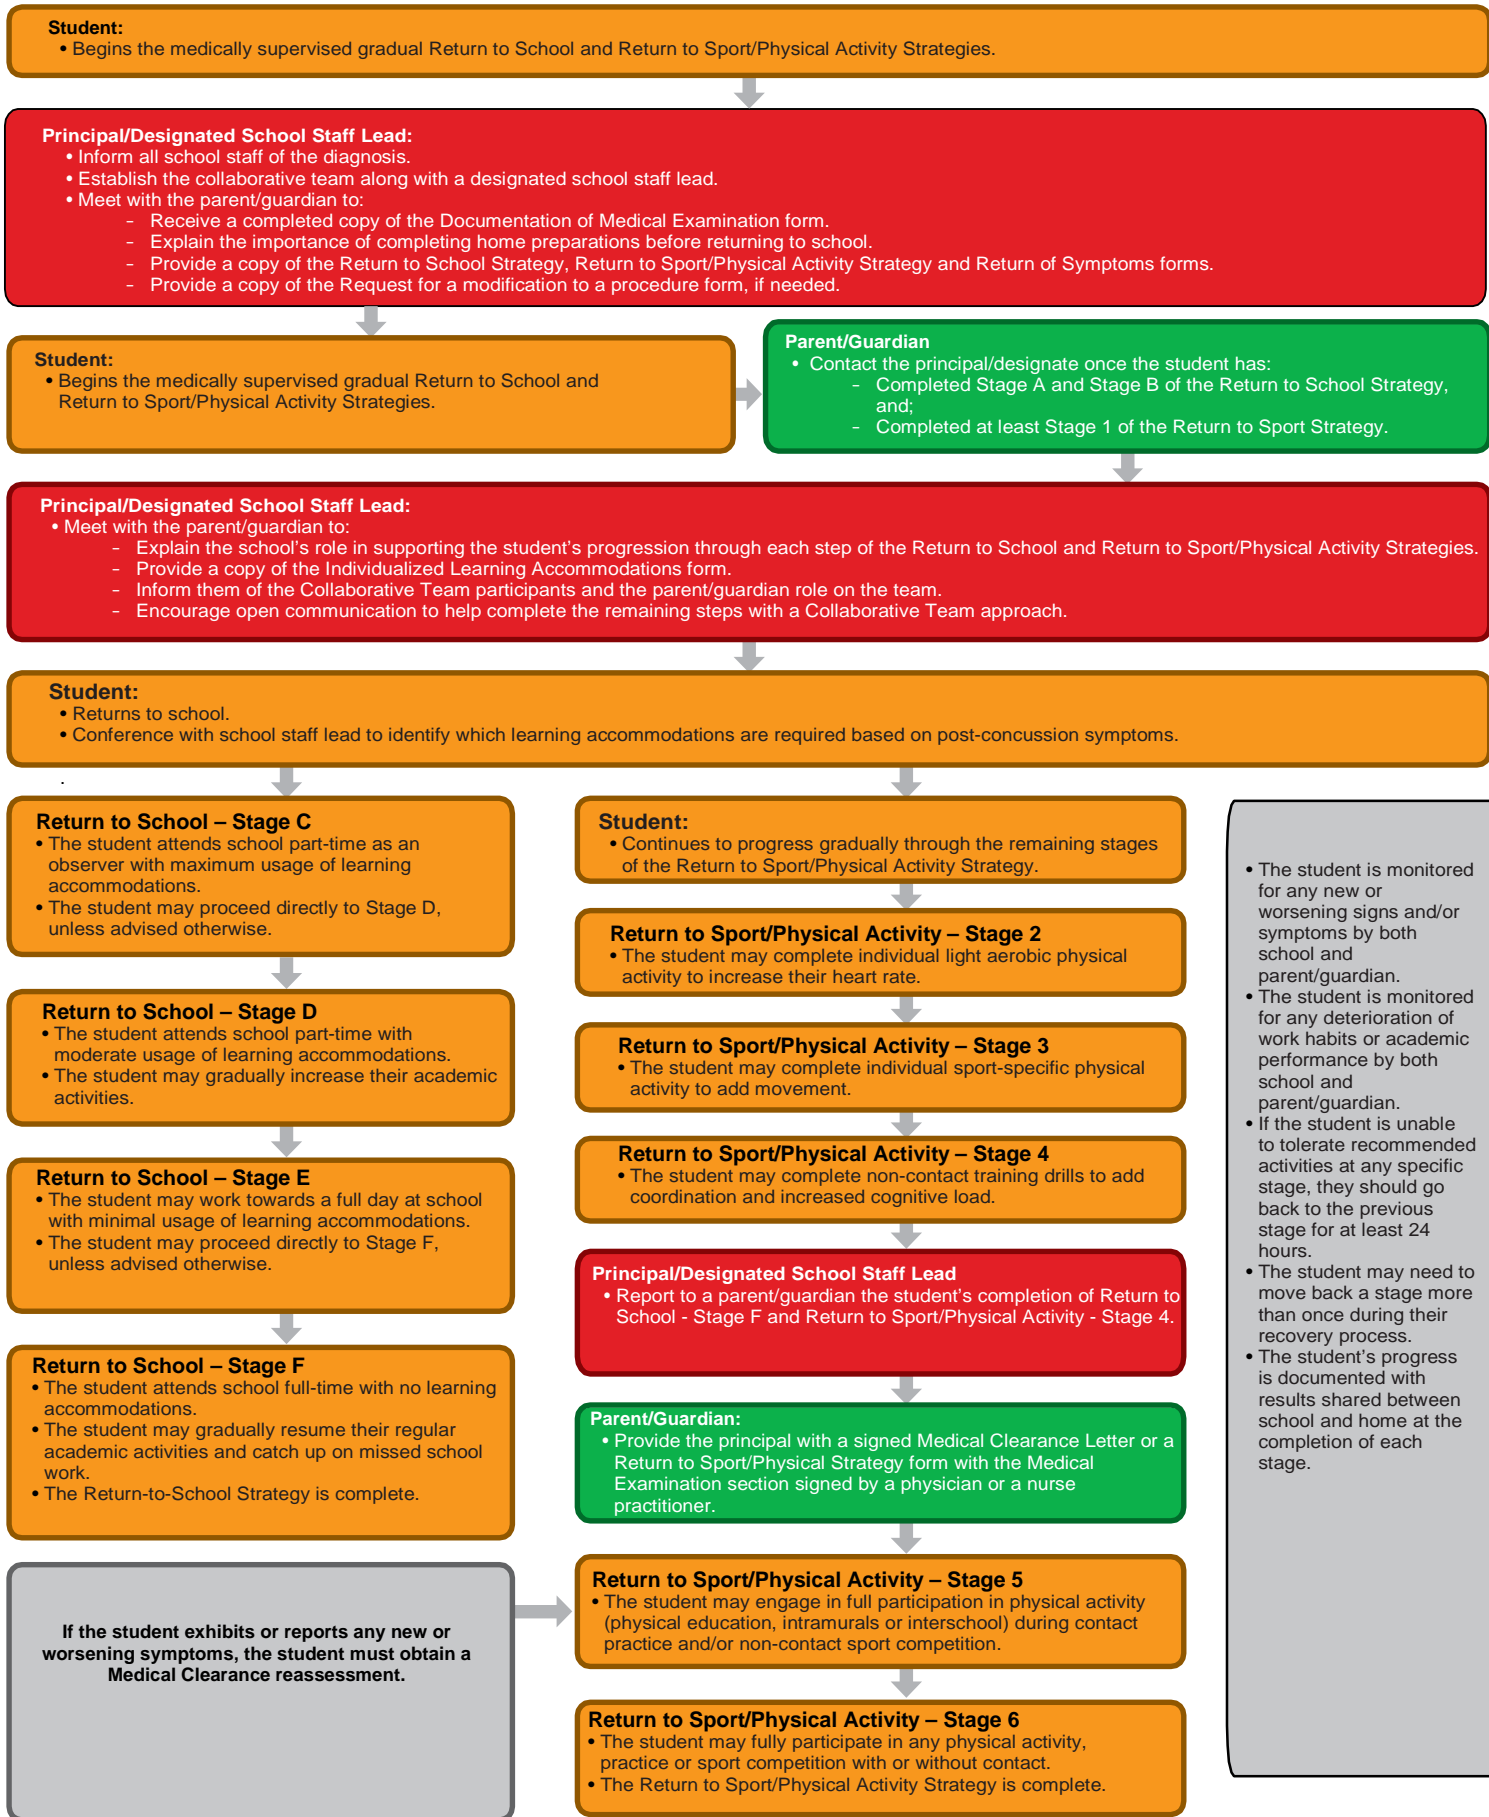 Student:
• Begins the medically supervised gradual Return to School and Return to Sport/Physical Activity Strategies.
Principal/Designated School Staff Lead:
• Inform all school staff of the diagnosis.
• Establish the collaborative team along with a designated school staff lead.
• Meet with the parent/guardian to:
- Receive a completed copy of the Documentation of Medical Examination form.
- Explain the importance of completing home preparations before returning to school.
- Provide a copy of the Return to School Strategy, Return to Sport/Physical Activity Strategy and Return of Symptoms forms.
- Provide a copy of the Request for a modification to a procedure form, if needed.
Student:
• Begins the medically supervised gradual Return to School and
Return to Sport/Physical Activity Strategies.
Parent/Guardian
• Contact the principal/designate once the student has:
- Completed Stage A and Stage B of the Return to School Strategy,
and;
- Completed at least Stage 1 of the Return to Sport Strategy.
Principal/Designated School Staff Lead:
• Meet with the parent/guardian to:
- Explain the school’s role in supporting the student’s progression through each step of the Return to School and Return to Sport/Physical Activity Strategies.
- Provide a copy of the Individualized Learning Accommodations form.
- Inform them of the Collaborative Team participants and the parent/guardian role on the team.
- Encourage open communication to help complete the remaining steps with a Collaborative Team approach.
Student:
• Returns to school.
• Conference with school staff lead to identify which learning accommodations are required based on post-concussion symptoms.
.
Return to School – Stage C
• The student attends school part-time as an
observer with maximum usage of learning
accommodations.
• The student may proceed directly to Stage D,
unless advised otherwise.
Return to School – Stage D
• The student attends school part-time with
moderate usage of learning accommodations.
• The student may gradually increase their academic
activities.
Return to School – Stage E
• The student may work towards a full day at school
with minimal usage of learning accommodations.
• The student may proceed directly to Stage F,
unless advised otherwise.
Return to School – Stage F
• The student attends school full-time with no learning
accommodations.
• The student may gradually resume their regular
academic activities and catch up on missed school
work.
• The Return-to-School Strategy is complete.
If the student exhibits or reports any new or
worsening symptoms, the student must obtain a
Medical Clearance reassessment.
Student:
• Continues to progress gradually through the remaining stages
of the Return to Sport/Physical Activity Strategy.
Return to Sport/Physical Activity – Stage 2
• The student may complete individual light aerobic physical
activity to increase their heart rate.
Return to Sport/Physical Activity – Stage 3
• The student may complete individual sport-specific physical
activity to add movement.
Return to Sport/Physical Activity – Stage 4
• The student may complete non-contact training drills to add
coordination and increased cognitive load.
Principal/Designated School Staff Lead
• Report to a parent/guardian the student’s completion of Return to
School - Stage F and Return to Sport/Physical Activity - Stage 4.
Parent/Guardian:
• Provide the principal with a signed Medical Clearance Letter or a
Return to Sport/Physical Strategy form with the Medical
Examination section signed by a physician or a nurse
practitioner.
Return to Sport/Physical Activity – Stage 5
• The student may engage in full participation in physical activity
(physical education, intramurals or interschool) during contact
practice and/or non-contact sport competition.
Return to Sport/Physical Activity – Stage 6
• The student may fully participate in any physical activity,
practice or sport competition with or without contact.
• The Return to Sport/Physical Activity Strategy is complete.
• The student is monitored
for any new or
worsening signs and/or
symptoms by both
school and
parent/guardian.
• The student is monitored
for any deterioration of
work habits or academic
performance by both
school and
parent/guardian.
• If the student is unable
to tolerate recommended
activities at any specific
stage, they should go
back to the previous
stage for at least 24
hours.
• The student may need to
move back a stage more
than once during their
recovery process.
• The student’s progress
is documented with
results shared between
school and home at the
completion of each
stage.